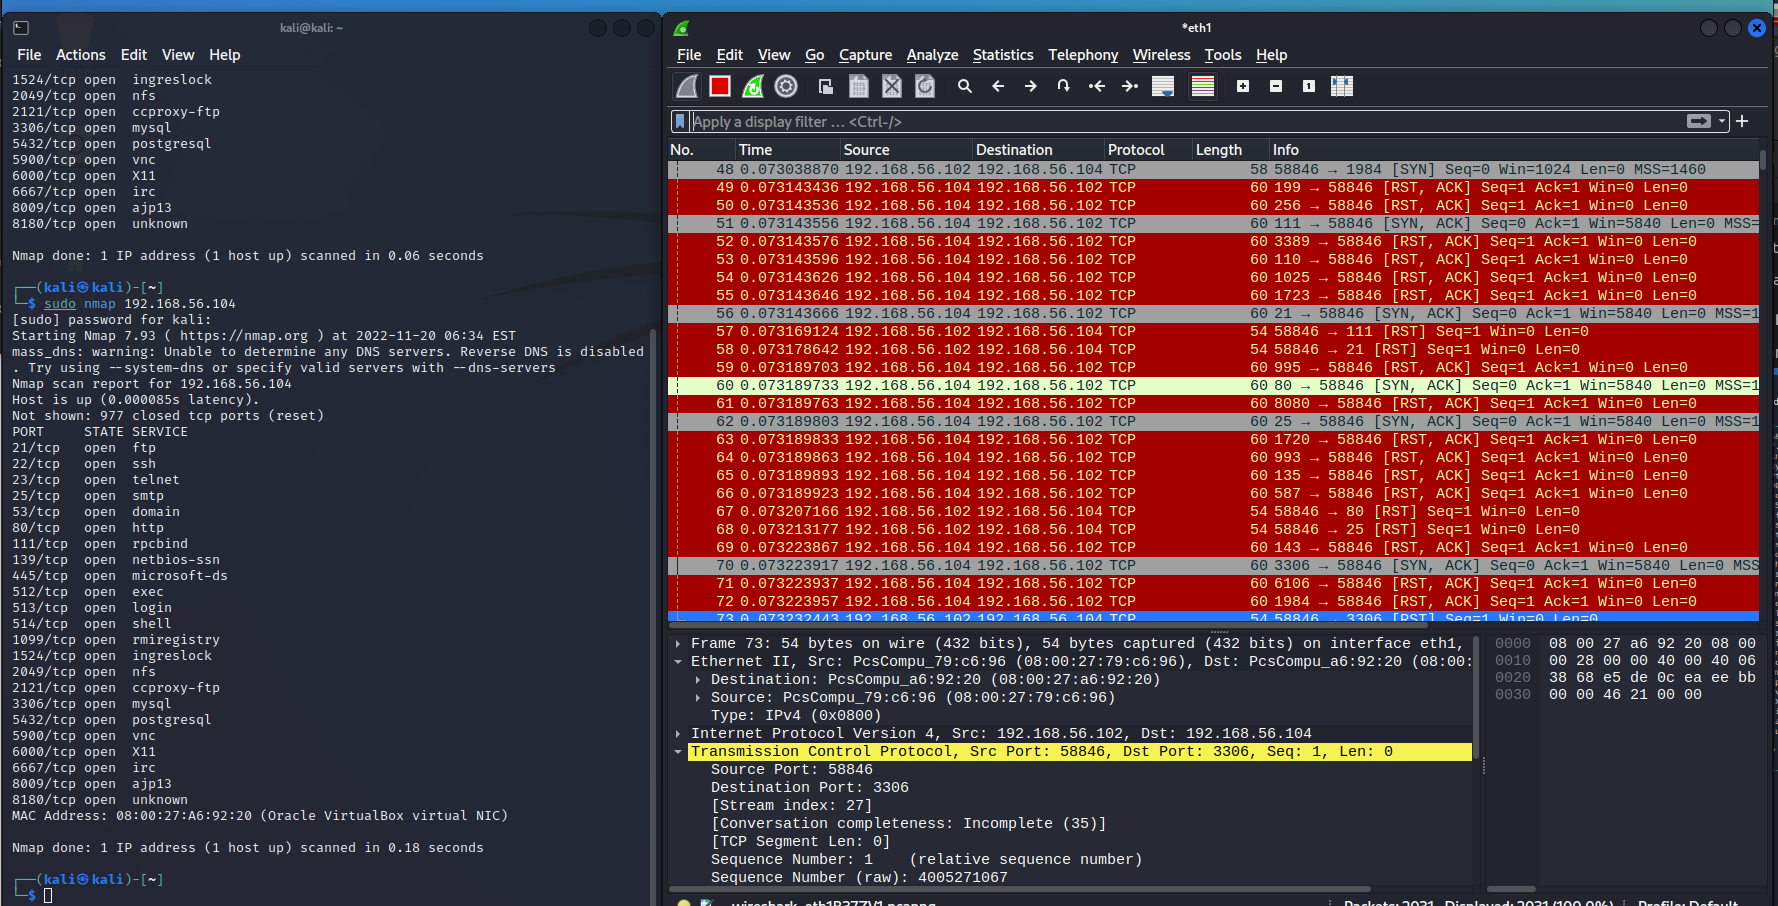 kali@kali: ~
File Actions Edit View Help
1524/tcp open  ingreslock
2049/tcp open  nfs
2121/tcp open  ccproxy-ftp
3306/tcp open  mysql
5432/tcp open  postgresql
5900/tcp open  vnc
6000/tcp open  X11
6667/tcp open  irc
8009/tcp open  ajp13
8180/tcp open  unknown
Nmap done: 1 IP address (1 host up) scanned in 0.06 seconds
┌──(kali㉿kali)-[~]
└─$ sudo nmap 192.168.56.104
[sudo] password for kali:
Starting Nmap 7.93 ( https://nmap.org ) at 2022-11-20 06:34 EST
mass_dns: warning: Unable to determine any DNS servers. Reverse DNS is disabled
. Try using --system-dns or specify valid servers with --dns-servers
Nmap scan report for 192.168.56.104
Host is up (0.000085s latency).
Not shown: 977 closed tcp ports (reset)
PORT     STATE SERVICE
21/tcp   open  ftp
22/tcp   open  ssh
23/tcp   open  telnet
25/tcp   open  smtp
53/tcp   open  domain
80/tcp   open  http
111/tcp  open  rpcbind
139/tcp  open  netbios-ssn
445/tcp  open  microsoft-ds
512/tcp  open  exec
513/tcp  open  login
514/tcp  open  shell
1099/tcp open  rmiregistry
1524/tcp open  ingreslock
2049/tcp open  nfs
2121/tcp open  ccproxy-ftp
3306/tcp open  mysql
5432/tcp open  postgresql
5900/tcp open  vnc
6000/tcp open  X11
6667/tcp open  irc
8009/tcp open  ajp13
8180/tcp open  unknown
MAC Address: 08:00:27:A6:92:20 (Oracle VirtualBox virtual NIC)
Nmap done: 1 IP address (1 host up) scanned in 0.18 seconds
┌──(kali㉿kali)-[~]
└─$
*eth1
File Edit View Go Capture Analyze Statistics Telephony Wireless Tools Help
Apply a display filter ... <Ctrl-/>
No. Time Source Destination Protocol Length Info
48 0.073038870 192.168.56.102 192.168.56.104 TCP 58 58846 → 1984 [SYN] Seq=0 Win=1024 Len=0 MSS=1460
49 0.073143436 192.168.56.104 192.168.56.102 TCP 60 199 → 58846 [RST, ACK] Seq=1 Ack=1 Win=0 Len=0
50 0.073143536 192.168.56.104 192.168.56.102 TCP 60 256 → 58846 [RST, ACK] Seq=1 Ack=1 Win=0 Len=0
51 0.073143556 192.168.56.104 192.168.56.102 TCP 60 111 → 58846 [SYN, ACK] Seq=0 Ack=1 Win=5840 Len=0 MSS=
52 0.073143576 192.168.56.104 192.168.56.102 TCP 60 3389 → 58846 [RST, ACK] Seq=1 Ack=1 Win=0 Len=0
53 0.073143596 192.168.56.104 192.168.56.102 TCP 60 110 → 58846 [RST, ACK] Seq=1 Ack=1 Win=0 Len=0
54 0.073143626 192.168.56.104 192.168.56.102 TCP 60 1025 → 58846 [RST, ACK] Seq=1 Ack=1 Win=0 Len=0
55 0.073143646 192.168.56.104 192.168.56.102 TCP 60 1723 → 58846 [RST, ACK] Seq=1 Ack=1 Win=0 Len=0
56 0.073143666 192.168.56.104 192.168.56.102 TCP 60 21 → 58846 [SYN, ACK] Seq=0 Ack=1 Win=5840 Len=0 MSS=1
57 0.073169124 192.168.56.102 192.168.56.104 TCP 54 58846 → 111 [RST] Seq=1 Win=0 Len=0
58 0.073178642 192.168.56.102 192.168.56.104 TCP 54 58846 → 21 [RST] Seq=1 Win=0 Len=0
59 0.073189703 192.168.56.104 192.168.56.102 TCP 60 995 → 58846 [RST, ACK] Seq=1 Ack=1 Win=0 Len=0
60 0.073189733 192.168.56.104 192.168.56.102 TCP 60 80 → 58846 [SYN, ACK] Seq=0 Ack=1 Win=5840 Len=0 MSS=1
61 0.073189763 192.168.56.104 192.168.56.102 TCP 60 8080 → 58846 [RST, ACK] Seq=1 Ack=1 Win=0 Len=0
62 0.073189803 192.168.56.104 192.168.56.102 TCP 60 25 → 58846 [SYN, ACK] Seq=0 Ack=1 Win=5840 Len=0 MSS=1
63 0.073189833 192.168.56.104 192.168.56.102 TCP 60 1720 → 58846 [RST, ACK] Seq=1 Ack=1 Win=0 Len=0
64 0.073189863 192.168.56.104 192.168.56.102 TCP 60 993 → 58846 [RST, ACK] Seq=1 Ack=1 Win=0 Len=0
65 0.073189893 192.168.56.104 192.168.56.102 TCP 60 135 → 58846 [RST, ACK] Seq=1 Ack=1 Win=0 Len=0
66 0.073189923 192.168.56.104 192.168.56.102 TCP 60 587 → 58846 [RST, ACK] Seq=1 Ack=1 Win=0 Len=0
67 0.073207166 192.168.56.102 192.168.56.104 TCP 54 58846 → 80 [RST] Seq=1 Win=0 Len=0
68 0.073213177 192.168.56.102 192.168.56.104 TCP 54 58846 → 25 [RST] Seq=1 Win=0 Len=0
69 0.073223867 192.168.56.104 192.168.56.102 TCP 60 143 → 58846 [RST, ACK] Seq=1 Ack=1 Win=0 Len=0
70 0.073223917 192.168.56.104 192.168.56.102 TCP 60 3306 → 58846 [SYN, ACK] Seq=0 Ack=1 Win=5840 Len=0 MSS
71 0.073223937 192.168.56.104 192.168.56.102 TCP 60 6106 → 58846 [RST, ACK] Seq=1 Ack=1 Win=0 Len=0
72 0.073223957 192.168.56.104 192.168.56.102 TCP 60 1984 → 58846 [RST, ACK] Seq=1 Ack=1 Win=0 Len=0
73 0.073232443 192.168.56.102 192.168.56.104 TCP 54 58846 → 3306 [RST] Seq=1 Win=0 Len=0
Frame 73: 54 bytes on wire (432 bits), 54 bytes captured (432 bits) on interface eth1,
Ethernet II, Src: PcsCompu_79:c6:96 (08:00:27:79:c6:96), Dst: PcsCompu_a6:92:20 (08:00:
Destination: PcsCompu_a6:92:20 (08:00:27:a6:92:20)
Source: PcsCompu_79:c6:96 (08:00:27:79:c6:96)
Type: IPv4 (0x0800)
Internet Protocol Version 4, Src: 192.168.56.102, Dst: 192.168.56.104
Transmission Control Protocol, Src Port: 58846, Dst Port: 3306, Seq: 1, Len: 0
Source Port: 58846
Destination Port: 3306
[Stream index: 27]
[Conversation completeness: Incomplete (35)]
[TCP Segment Len: 0]
Sequence Number: 1    (relative sequence number)
Sequence Number (raw): 4005271067
0000 08 00 27 a6 92 20 08 00
0010 00 28 00 00 40 00 40 06
0020 38 68 e5 de 0c ea ee bb
0030 00 00 46 21 00 00
Packets: 2031 · Displayed: 2031 (100.0%)
Profile: Default